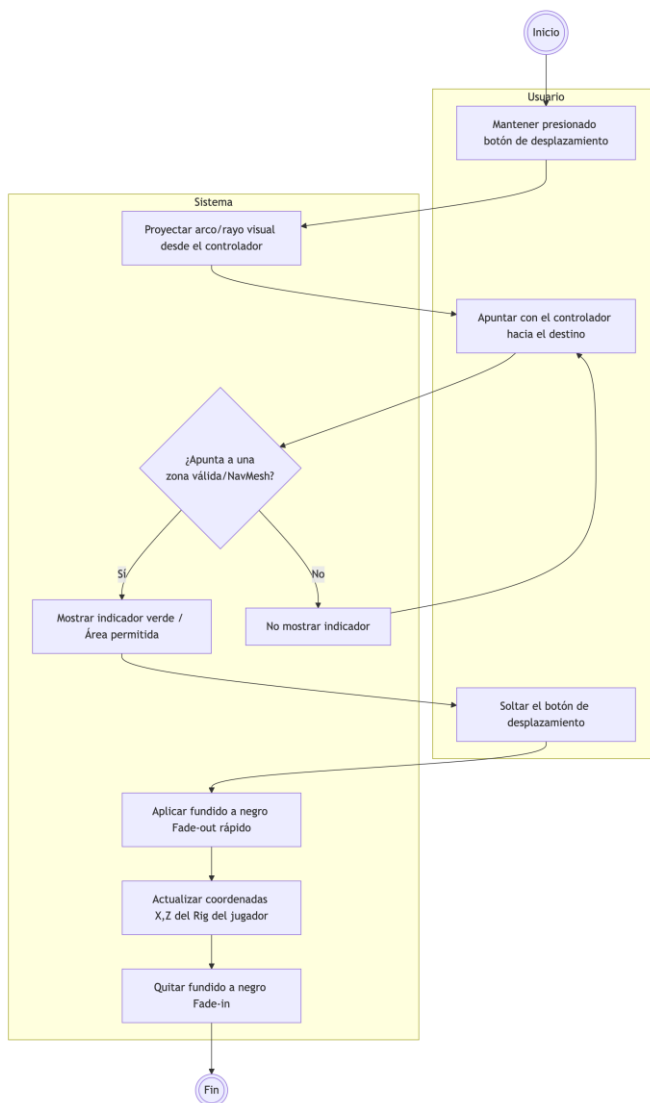 Inicio
Usuario
Mantener presionado
botón de desplazamiento
Sistema
Proyectar arco/rayo visual
desde el controlador
Apuntar con el controlador
hacia el destino
¿Apunta a una
zona válida/NavMesh?
Sí
No
Mostrar indicador verde /
Área permitida
No mostrar indicador
Soltar el botón de
desplazamiento
Aplicar fundido a negro
Fade-out rápido
Actualizar coordenadas
X,Z del Rig del jugador
Quitar fundido a negro
Fade-in
Fin